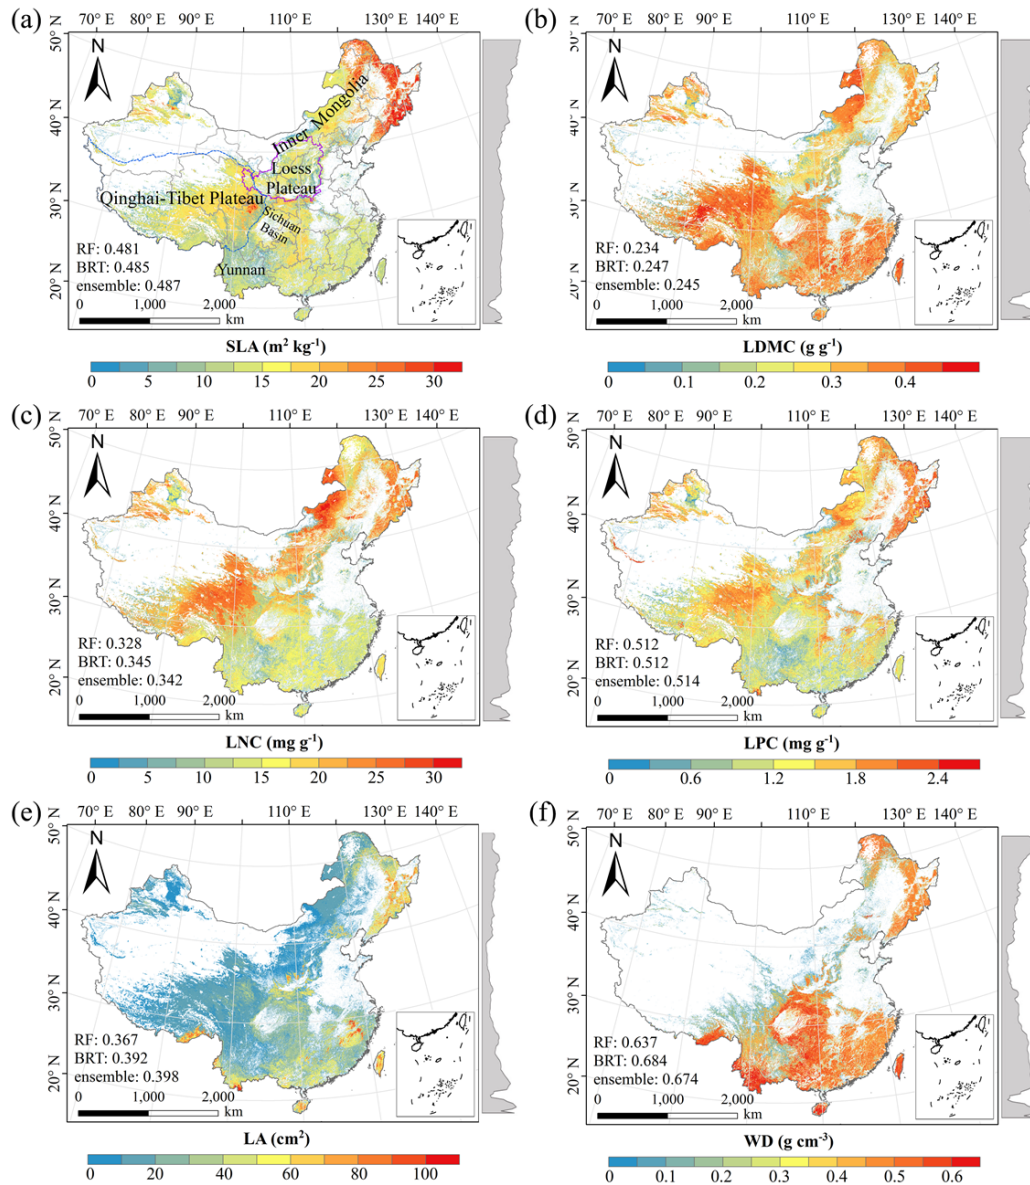 (a)
70° E 80° E 90° E 110° E 130° E 140° E
50° N
40° N
30° N
20° N
N
Inner Mongolia
Loess
Plateau
Qinghai-Tibet Plateau
Sichuan
Basin
Yunnan
RF: 0.481
BRT: 0.485
ensemble: 0.487
0 1,000 2,000
km
SLA (m² kg⁻¹)
0 5 10 15 20 25 30
(b)
70° E 80° E 90° E 110° E 130° E 140° E
50° N
40° N
30° N
20° N
N
RF: 0.234
BRT: 0.247
ensemble: 0.245
0 1,000 2,000
km
LDMC (g g⁻¹)
0 0.1 0.2 0.3 0.4
(c)
70° E 80° E 90° E 110° E 130° E 140° E
50° N
40° N
30° N
20° N
N
RF: 0.328
BRT: 0.345
ensemble: 0.342
0 1,000 2,000
km
LNC (mg g⁻¹)
0 5 10 15 20 25 30
(d)
70° E 80° E 90° E 110° E 130° E 140° E
50° N
40° N
30° N
20° N
N
RF: 0.512
BRT: 0.512
ensemble: 0.514
0 1,000 2,000
km
LPC (mg g⁻¹)
0 0.6 1.2 1.8 2.4
(e)
70° E 80° E 90° E 110° E 130° E 140° E
50° N
40° N
30° N
20° N
N
RF: 0.367
BRT: 0.392
ensemble: 0.398
0 1,000 2,000
km
LA (cm²)
0 20 40 60 80 100
(f)
70° E 80° E 90° E 110° E 130° E 140° E
50° N
40° N
30° N
20° N
N
RF: 0.637
BRT: 0.684
ensemble: 0.674
0 1,000 2,000
km
WD (g cm⁻³)
0 0.1 0.2 0.3 0.4 0.5 0.6